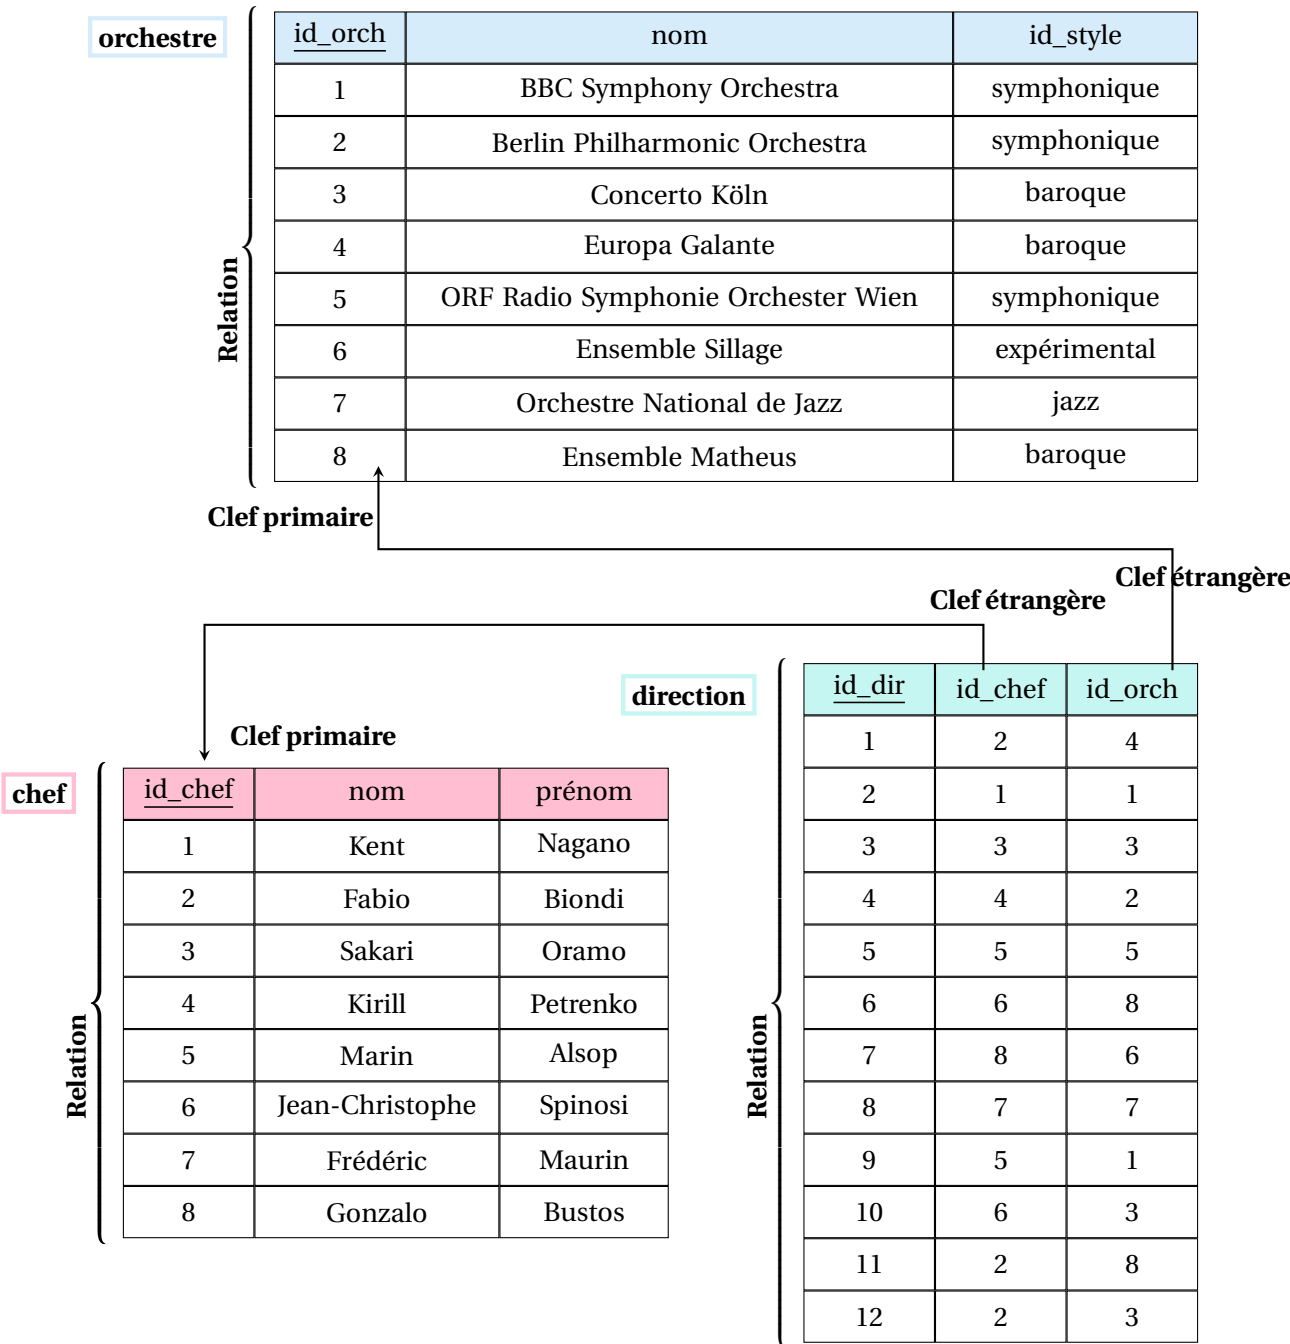 orchestre
id_orch nom id_style
1 BBC Symphony Orchestra symphonique
2 Berlin Philharmonic Orchestra symphonique
3 Concerto Köln baroque
4 Europa Galante baroque
5 ORF Radio Symphonie Orchester Wien symphonique
6 Ensemble Sillage expérimental
7 Orchestre National de Jazz jazz
8 Ensemble Matheus baroque
Relation
Clef primaire
Clef étrangère
Clef étrangère
direction
id_dir id_chef id_orch
1 2 4
2 1 1
3 3 3
4 4 2
5 5 5
6 6 8
7 8 6
8 7 7
9 5 1
10 6 3
11 2 8
12 2 3
Relation
Clef primaire
chef
id_chef nom prénom
1 Kent Nagano
2 Fabio Biondi
3 Sakari Oramo
4 Kirill Petrenko
5 Marin Alsop
6 Jean-Christophe Spinosi
7 Frédéric Maurin
8 Gonzalo Bustos
Relation